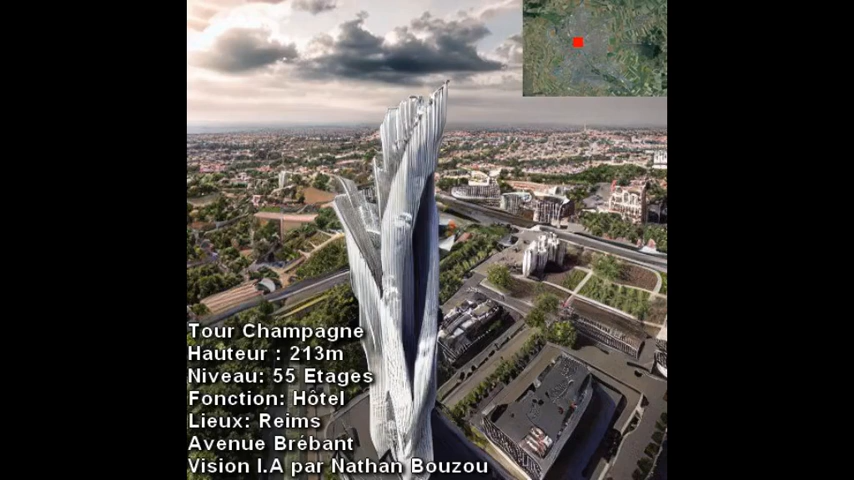 Tour Champagne
Hauteur : 213m
Niveau: 55 Etages
Fonction: Hôtel
Lieux: Reims
Avenue Brébant
Vision I.A par Nathan Bouzou